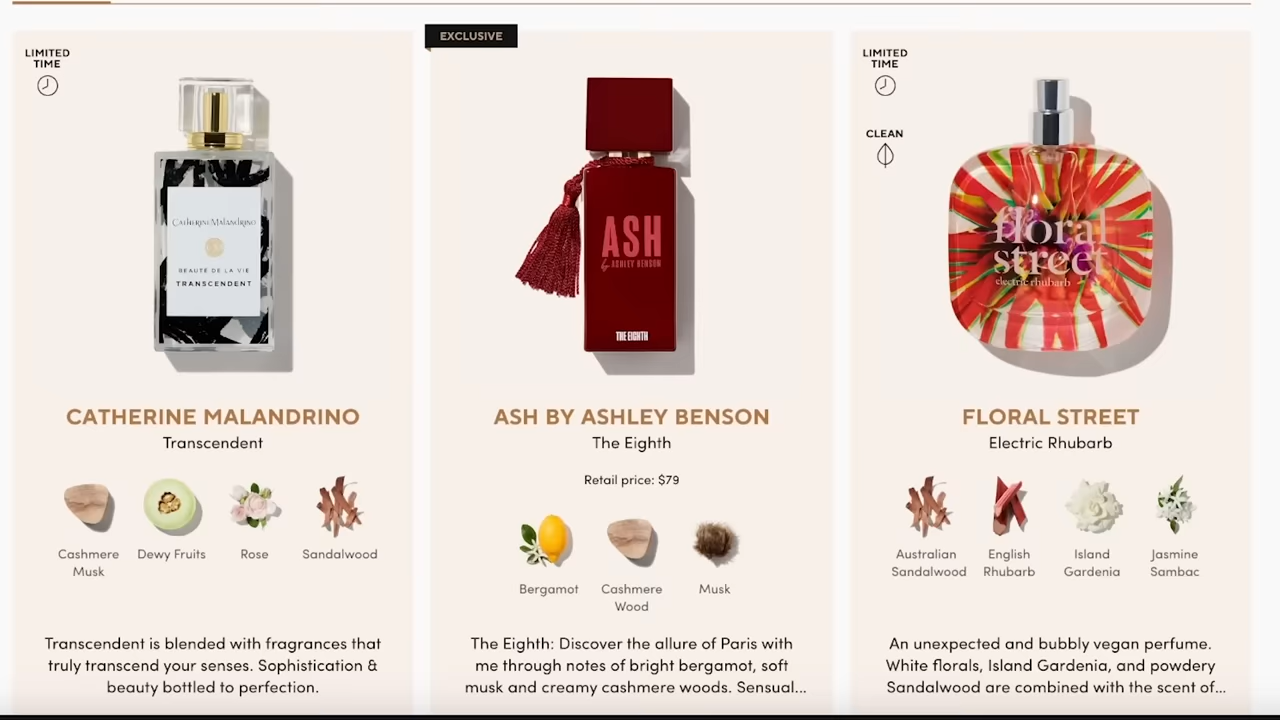 LIMITED
TIME
CATHERINE MALANDRINO
BEAUTÉ DE LA VIE
TRANSCENDENT
CATHERINE MALANDRINO
Transcendent
Cashmere
Musk
Dewy Fruits
Rose
Sandalwood
Transcendent is blended with fragrances that
truly transcend your senses. Sophistication &
beauty bottled to perfection.
EXCLUSIVE
ASH
by ASHLEY BENSON
THE EIGHTH
ASH BY ASHLEY BENSON
The Eighth
Retail price: $79
Bergamot
Cashmere
Wood
Musk
The Eighth: Discover the allure of Paris with
me through notes of bright bergamot, soft
musk and creamy cashmere woods. Sensual...
LIMITED
TIME
CLEAN
floral
street
electric rhubarb
FLORAL STREET
Electric Rhubarb
Australian
Sandalwood
English
Rhubarb
Island
Gardenia
Jasmine
Sambac
An unexpected and bubbly vegan perfume.
White florals, Island Gardenia, and powdery
Sandalwood are combined with the scent of...